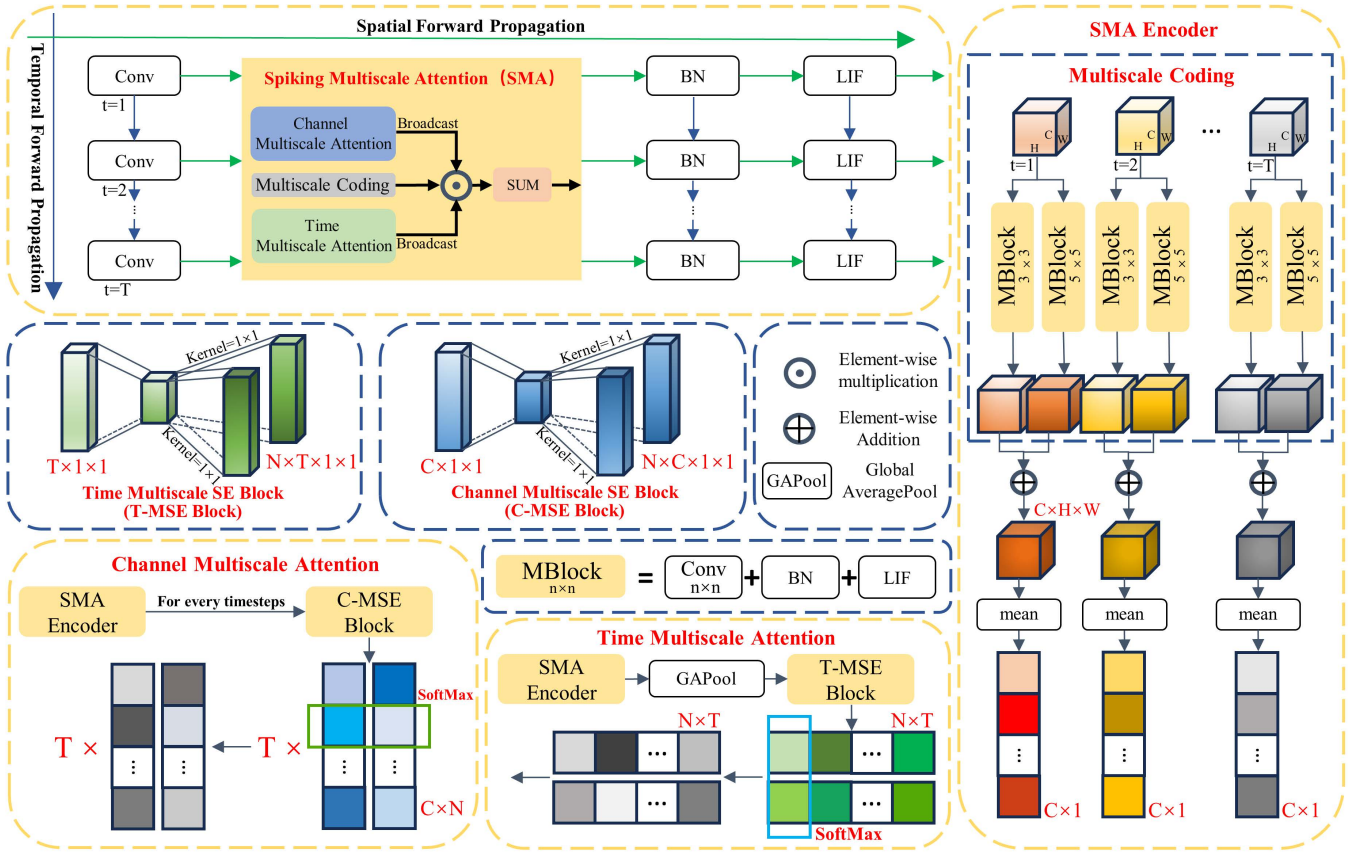 Spatial Forward Propagation
Temporal Forward Propagation
Conv
t=1
Conv
t=2
...
Conv
t=T
Spiking Multiscale Attention (SMA)
Channel
Multiscale Attention
Broadcast
Multiscale Coding
SUM
Time
Multiscale Attention
Broadcast
BN
LIF
BN
LIF
...
...
BN
LIF
SMA Encoder
Multiscale Coding
C
H
W
t=1
C
H
W
t=2
...
C
H
W
t=T
MBlock
3×3
MBlock
5×5
MBlock
3×3
MBlock
5×5
MBlock
3×3
MBlock
5×5
C×H×W
mean
mean
mean
...
...
...
C×1
C×1
C×1
Kernel=1×1
Kernel=1×1
T×1×1
N×T×1×1
Time Multiscale SE Block
(T-MSE Block)
Kernel=1×1
Kernel=1×1
C×1×1
N×C×1×1
Channel Multiscale SE Block
(C-MSE Block)
Element-wise
multiplication
Element-wise
Addition
GAPool
Global
AveragePool
MBlock
n×n
=
Conv
n×n
+
BN
+
LIF
Channel Multiscale Attention
SMA
Encoder
For every timesteps
C-MSE
Block
SoftMax
T ×
T ×
...
...
...
...
C×N
Time Multiscale Attention
SMA
Encoder
GAPool
T-MSE
Block
N×T
N×T
...
...
...
...
SoftMax